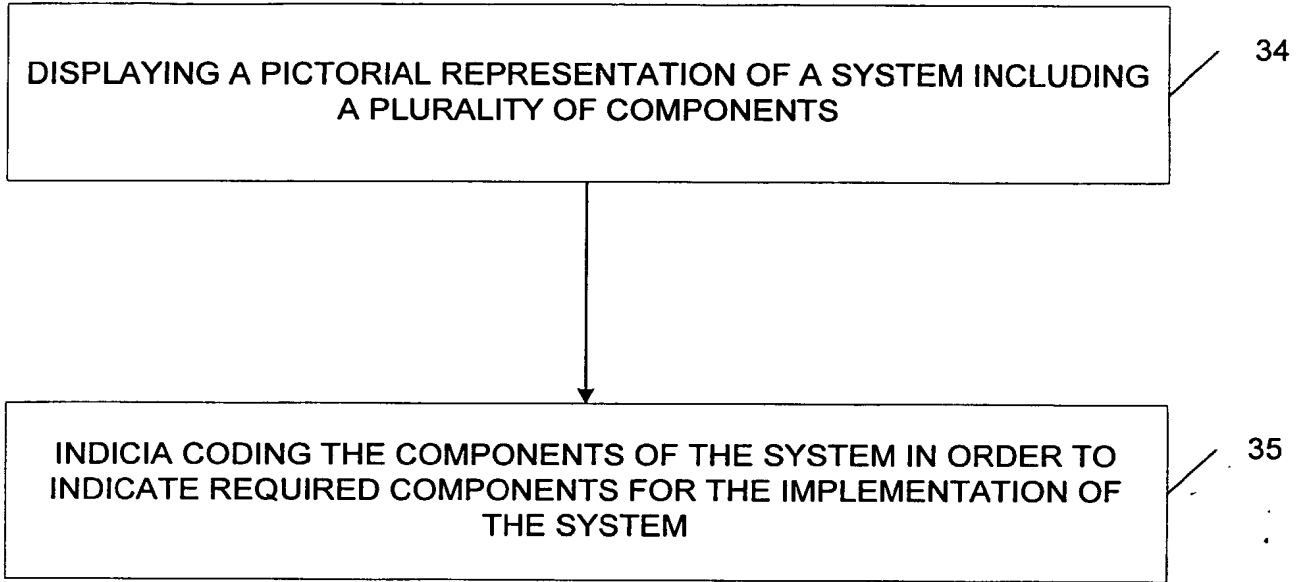 DISPLAYING A PICTORIAL REPRESENTATION OF A SYSTEM INCLUDING
A PLURALITY OF COMPONENTS
34
INDICIA CODING THE COMPONENTS OF THE SYSTEM IN ORDER TO
INDICATE REQUIRED COMPONENTS FOR THE IMPLEMENTATION OF
THE SYSTEM
35